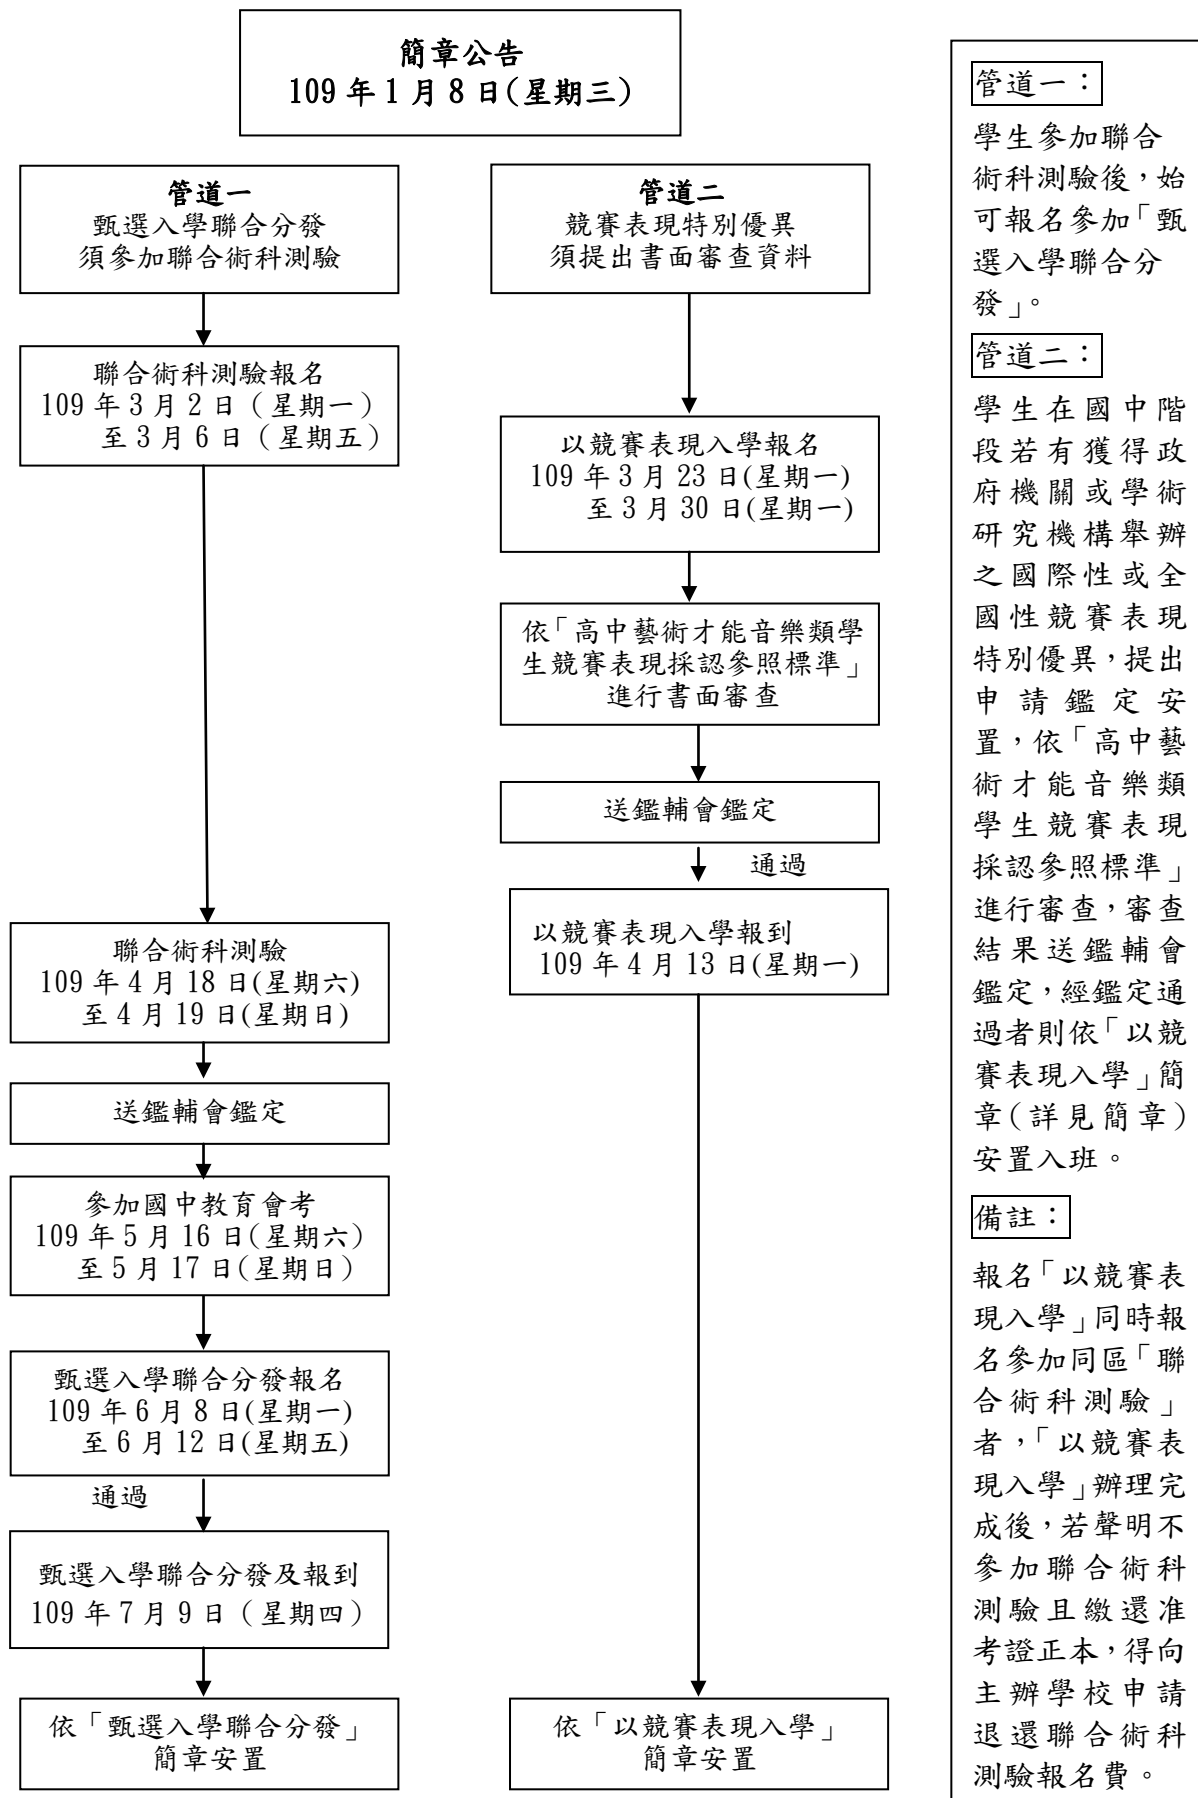 簡章公告
109 年 1 月 8 日(星期三)
管道一
甄選入學聯合分發
須參加聯合術科測驗
聯合術科測驗報名
109 年 3 月 2 日（星期一）
至 3 月 6 日（星期五）
聯合術科測驗
109 年 4 月 18 日(星期六)
至 4 月 19 日(星期日)
送鑑輔會鑑定
參加國中教育會考
109 年 5 月 16 日(星期六)
至 5 月 17 日(星期日)
甄選入學聯合分發報名
109 年 6 月 8 日(星期一)
至 6 月 12 日(星期五)
通過
甄選入學聯合分發及報到
109 年 7 月 9 日（星期四）
依「甄選入學聯合分發」
簡章安置
管道二
競賽表現特別優異
須提出書面審查資料
以競賽表現入學報名
109 年 3 月 23 日(星期一)
至 3 月 30 日(星期一)
依「高中藝術才能音樂類學
生競賽表現採認參照標準」
進行書面審查
送鑑輔會鑑定
通過
以競賽表現入學報到
109 年 4 月 13 日(星期一)
依「以競賽表現入學」
簡章安置
管道一：
學生參加聯合
術科測驗後，始
可報名參加「甄
選入學聯合分
發」。
管道二：
學生在國中階
段若有獲得政
府機關或學術
研究機構舉辦
之國際性或全
國性競賽表現
特別優異，提出
申請鑑定安
置，依「高中藝
術才能音樂類
學生競賽表現
採認參照標準」
進行審查，審查
結果送鑑輔會
鑑定，經鑑定通
過者則依「以競
賽表現入學」簡
章(詳見簡章)
安置入班。
備註：
報名「以競賽表
現入學」同時報
名參加同區「聯
合術科測驗」
者，「以競賽表
現入學」辦理完
成後，若聲明不
參加聯合術科
測驗且繳還准
考證正本，得向
主辦學校申請
退還聯合術科
測驗報名費。